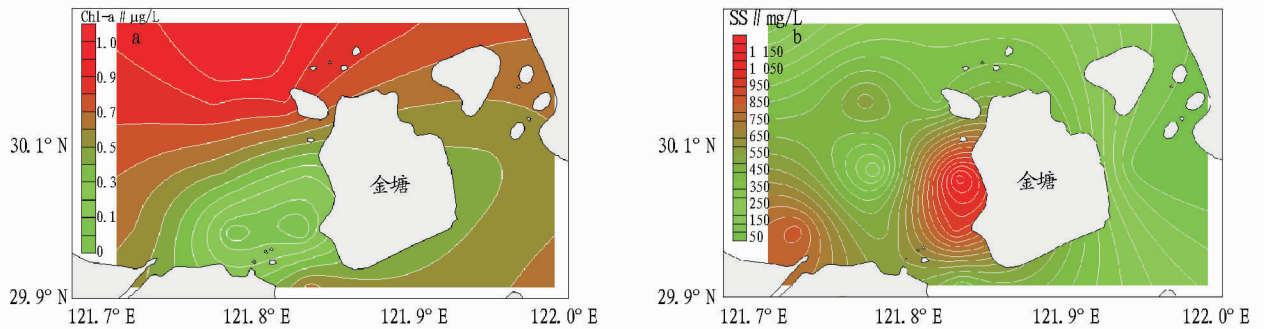 Chl-a // μg/L
a
1.0
0.9
0.7
0.5
0.3
0.1
0
金塘
30.1° N
29.9° N
121.7° E 121.8° E 121.9° E 122.0° E
SS // mg/L
b
1 150
1 050
950
850
750
650
550
450
350
250
150
50
金塘
30.1° N
29.9° N
121.7° E 121.8° E 121.9° E 122.0° E